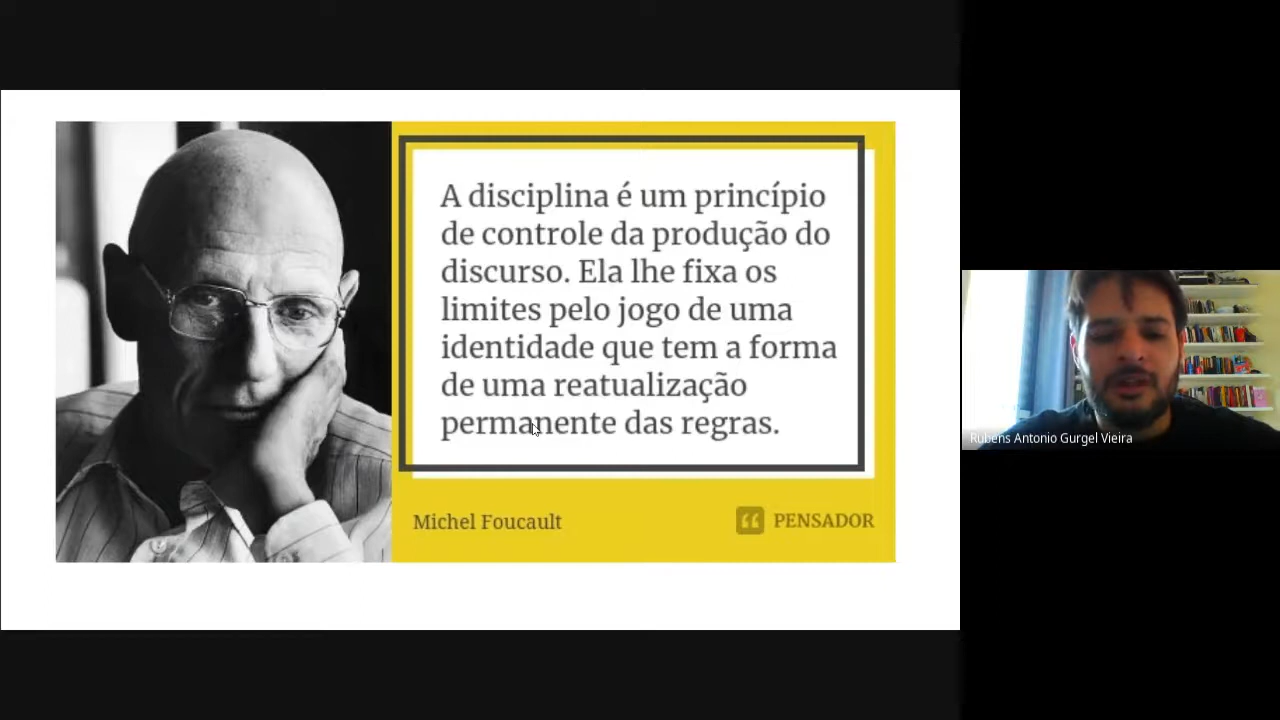 A disciplina é um princípio
de controle da produção do
discurso. Ela lhe fixa os
limites pelo jogo de uma
identidade que tem a forma
de uma reatualização
permanente das regras.
Michel Foucault
PENSADOR
Rubens Antonio Gurgel Vieira